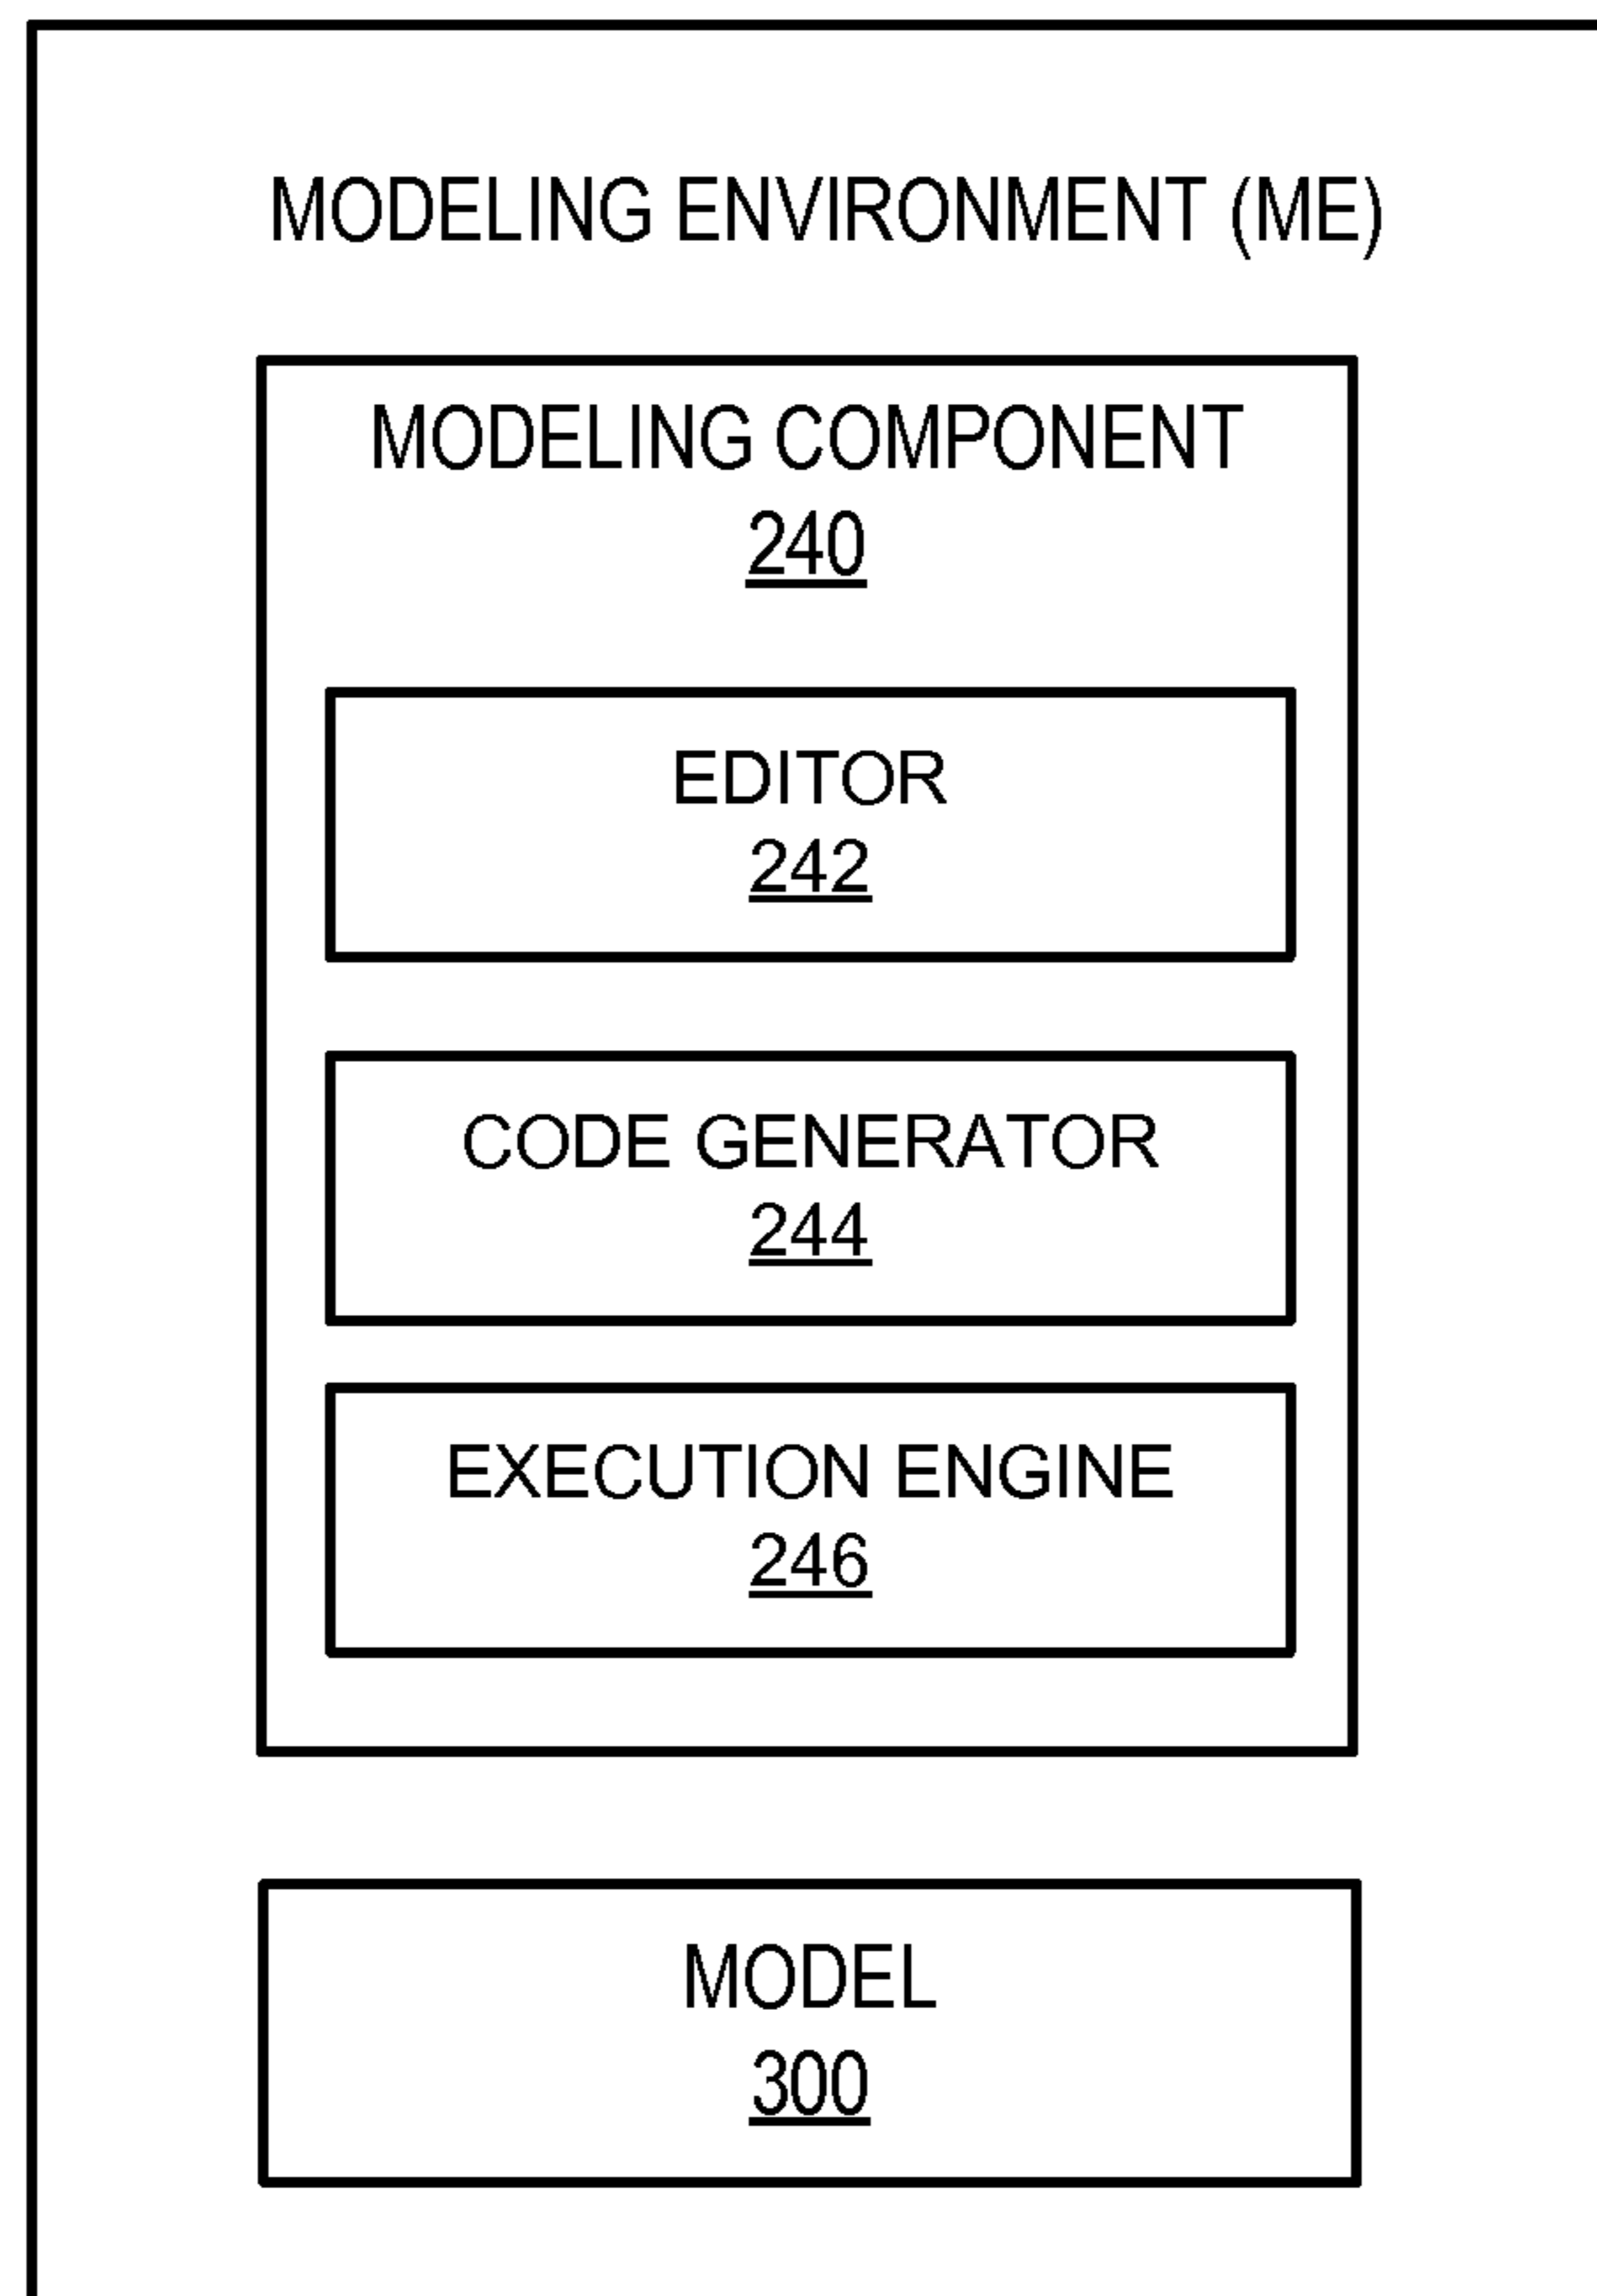 MODELING ENVIRONMENT (ME)
MODELING COMPONENT
240
EDITOR
242
CODE GENERATOR
244
EXECUTION ENGINE
246
MODEL
300